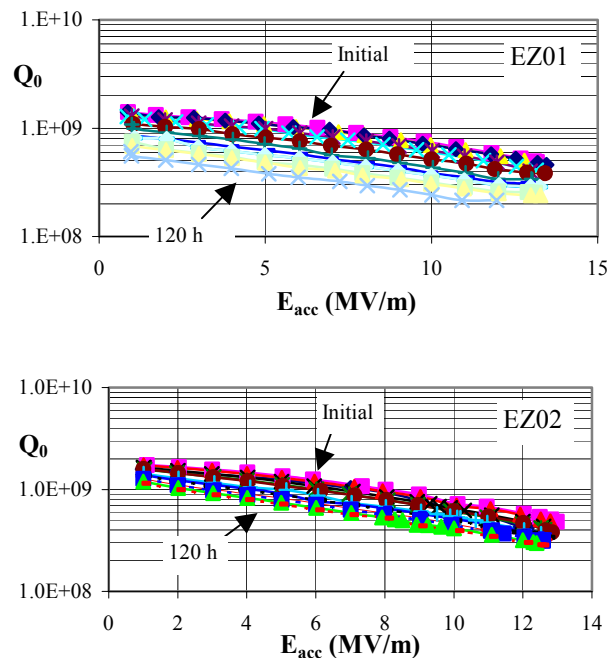 1.E+10
Initial
EZ01
Q0
1.E+09
120 h
1.E+08
0 5 10 15
Eacc (MV/m)
1.0E+10
Initial
EZ02
Q0
1.0E+09
120 h
1.0E+08
0 2 4 6 8 10 12 14
Eacc (MV/m)